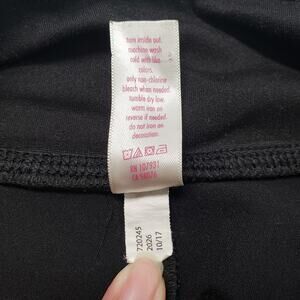 turn inside out.
machine wash
cold with like
colors.
only non-chlorine
bleach when needed.
tumble dry low.
warm iron on
reverse if needed.
do not iron on
decoration.
RN 107931
CA 56076
720245
2026
10/17